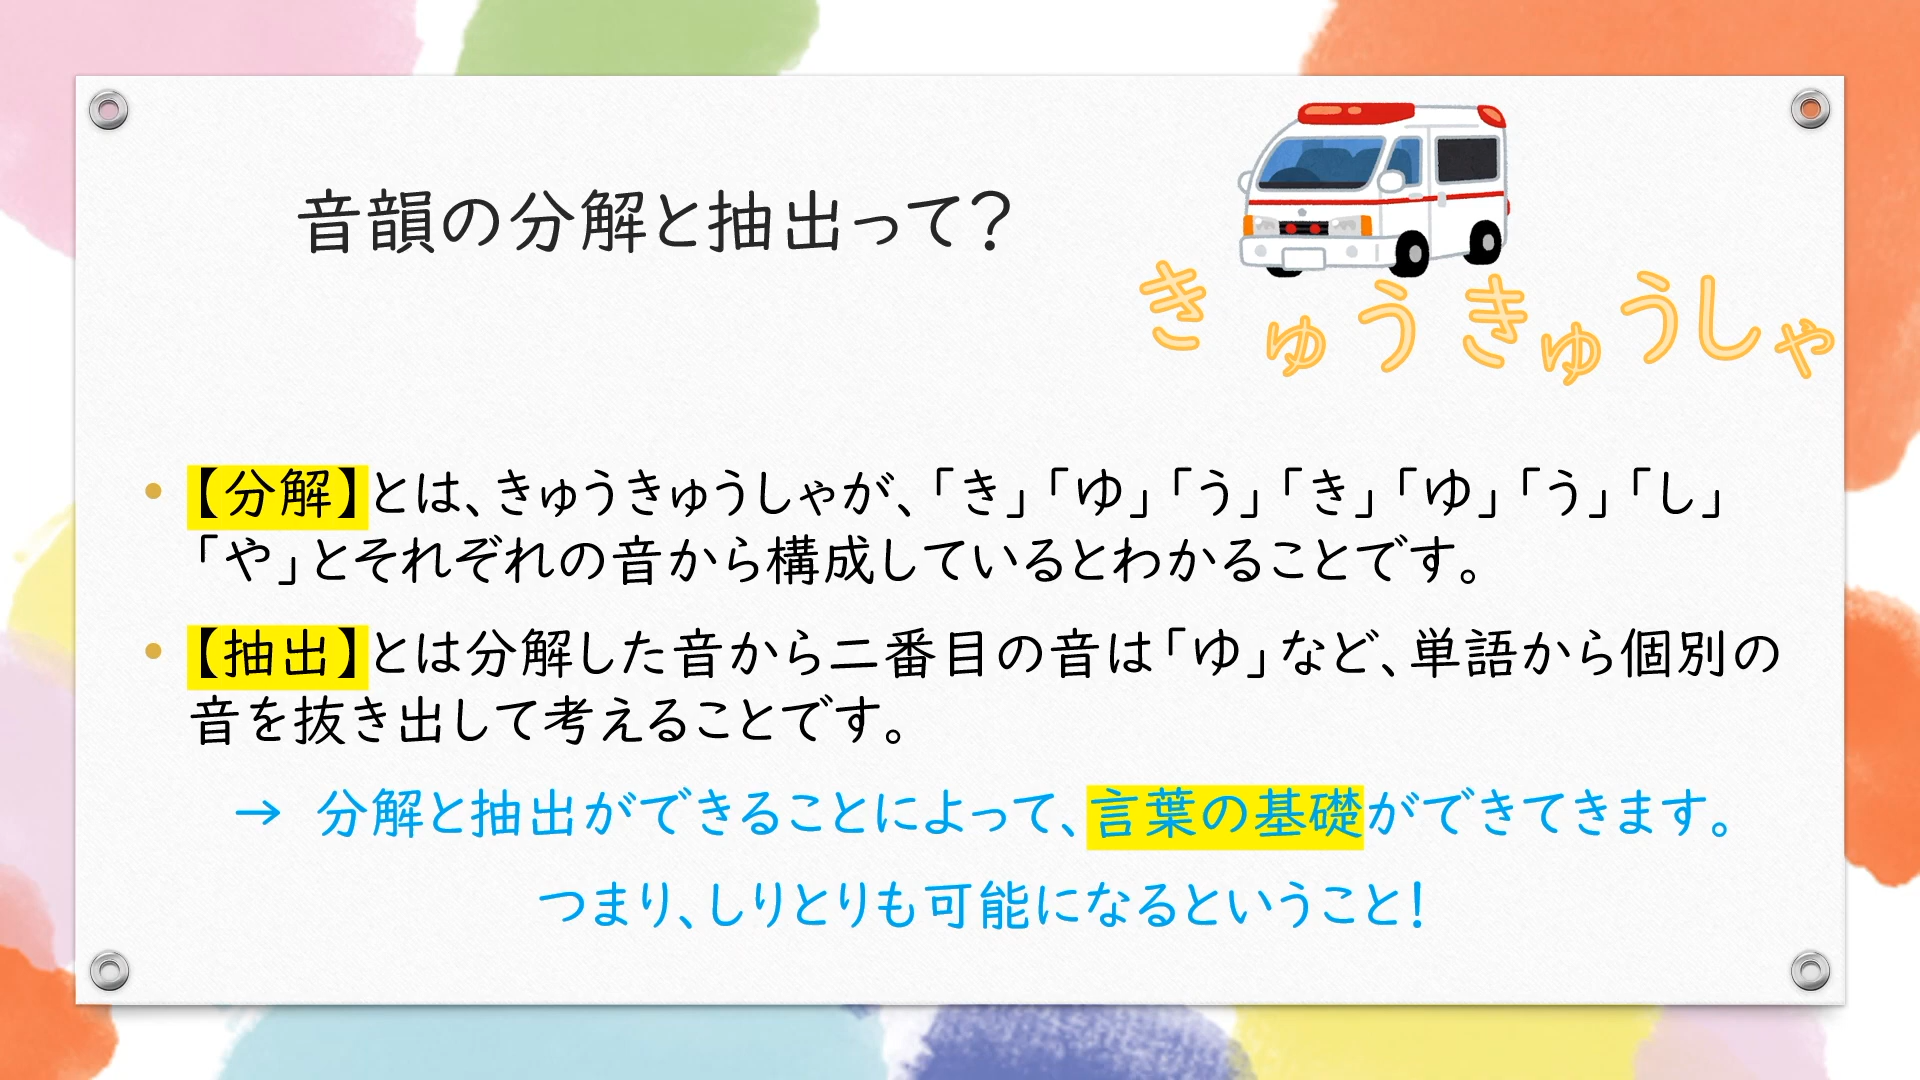 音韻の分解と抽出って?
きゅうきゅうしゃ
• 【分解】とは、きゅうきゅうしゃが、「き」「ゆ」「う」「き」「ゆ」「う」「し」
「や」とそれぞれの音から構成しているとわかることです。
• 【抽出】とは分解した音から二番目の音は「ゆ」など、単語から個別の
音を抜き出して考えることです。
→ 分解と抽出ができることによって、言葉の基礎ができてきます。
つまり、しりとりも可能になるということ!